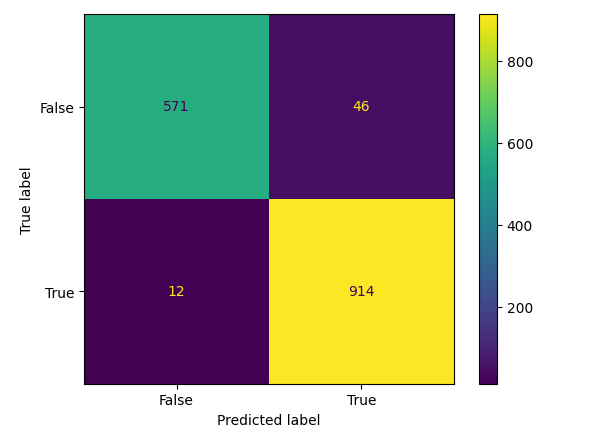 800
False
571
46
600
True label
400
True
12
914
200
False
True
Predicted label